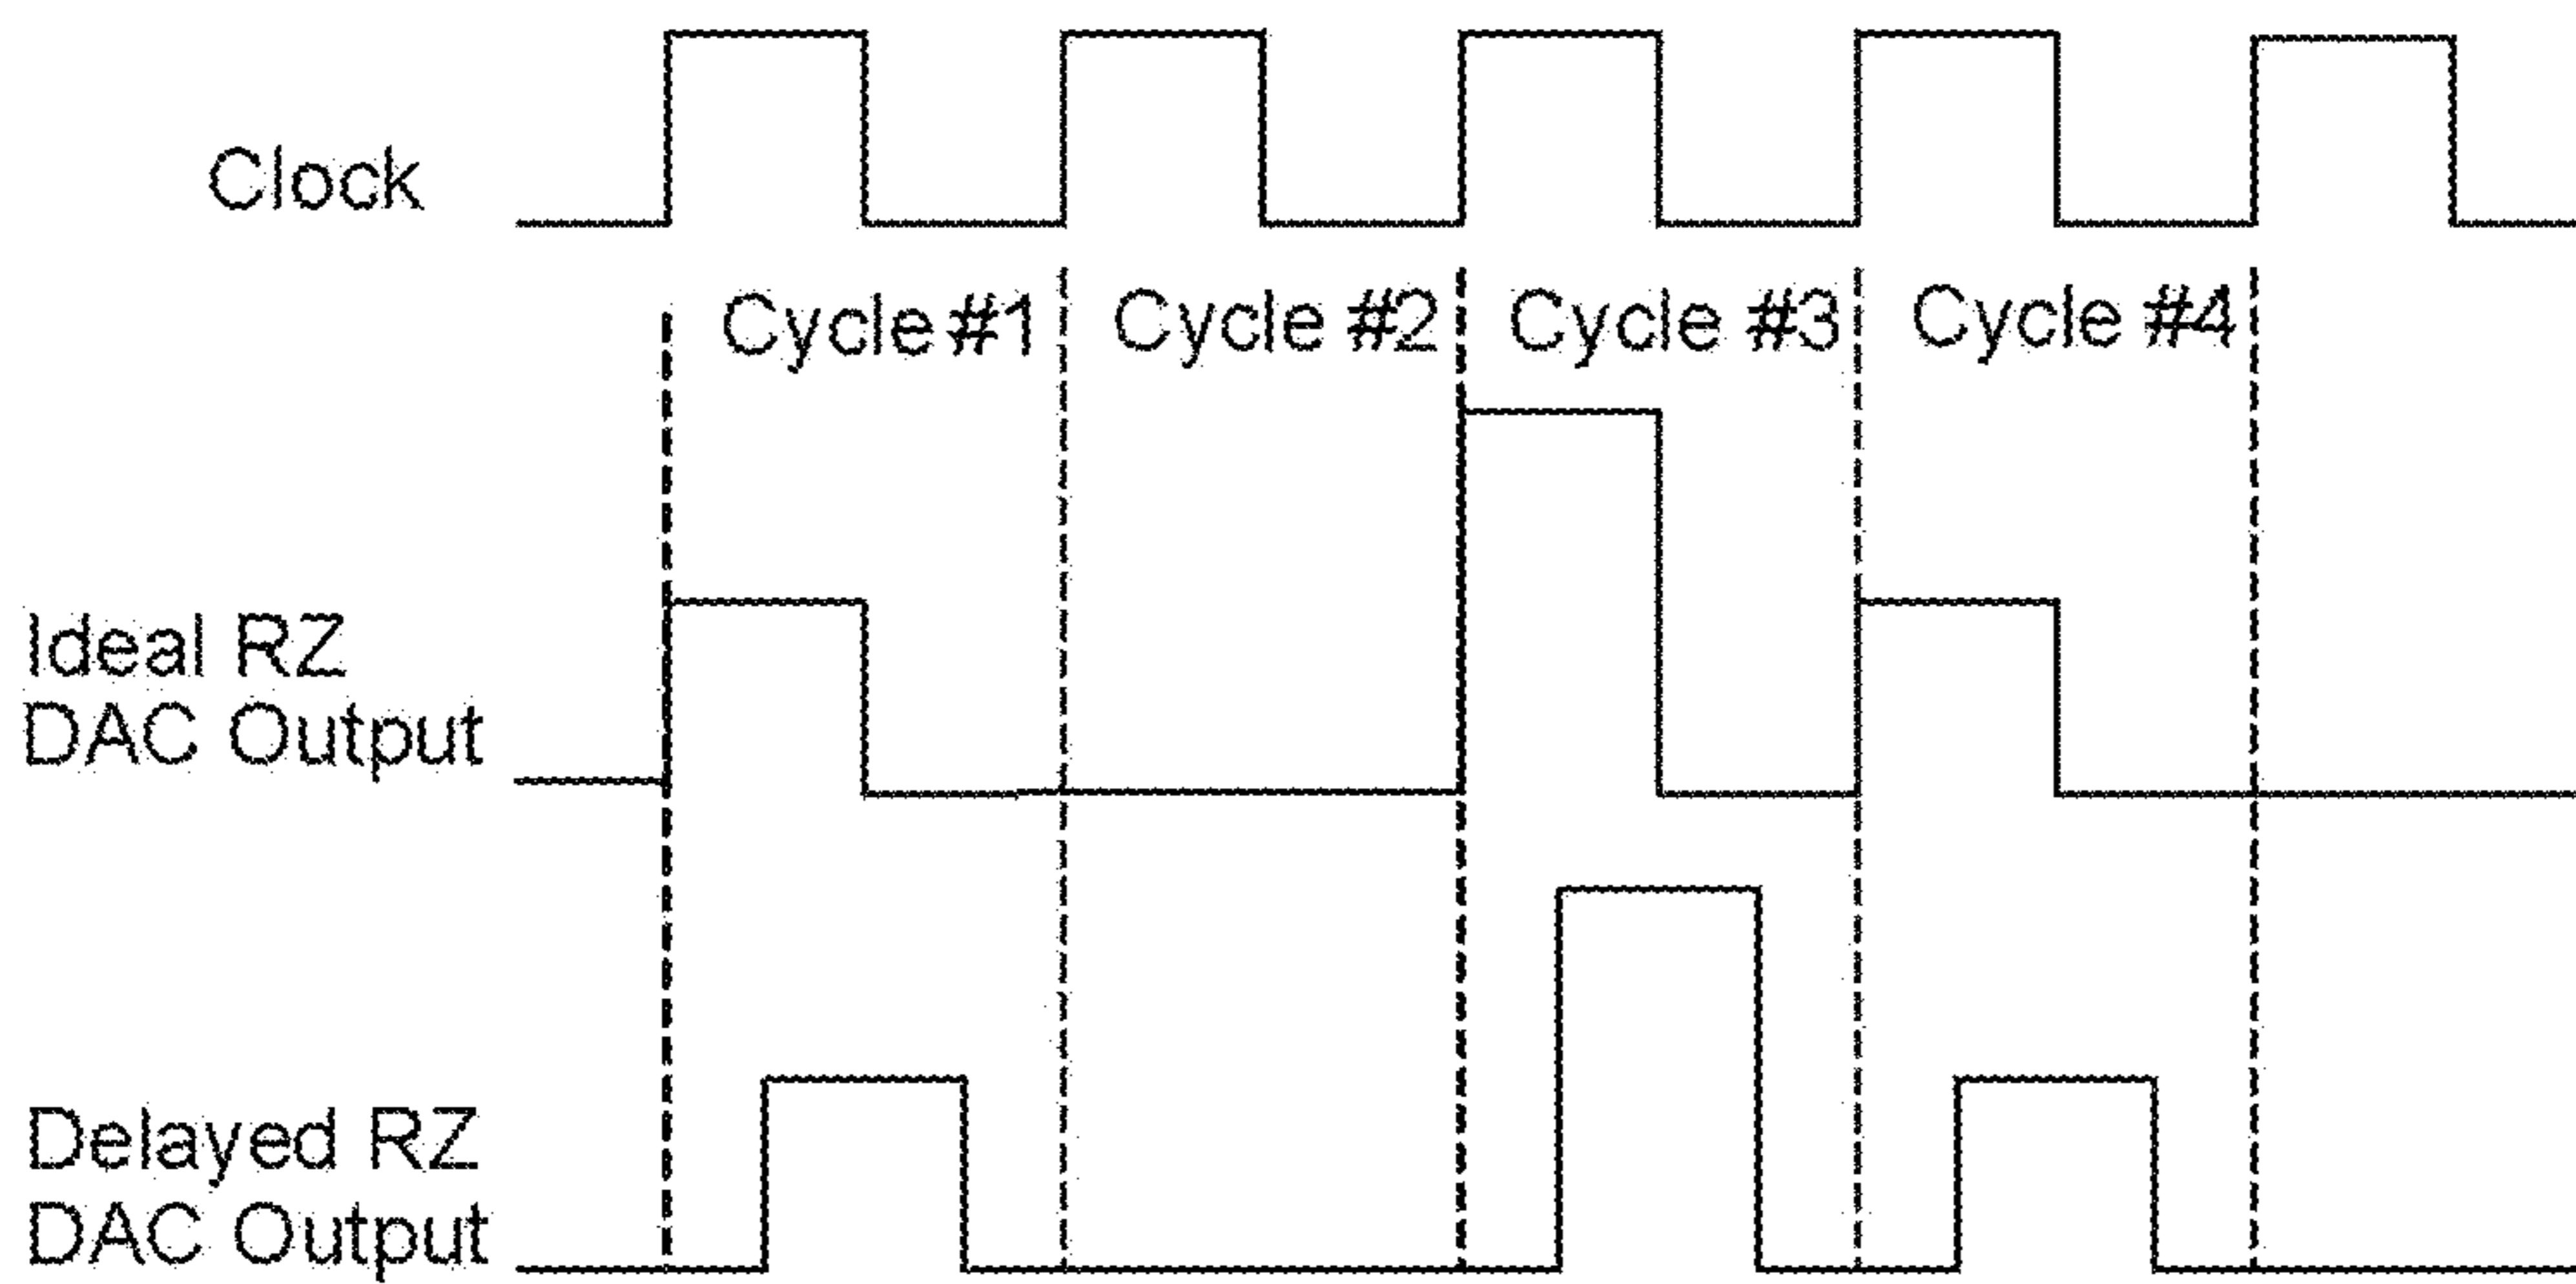 Clock
Cycle #1 Cycle #2 Cycle #3 Cycle #4
Ideal RZ
DAC Output
Delayed RZ
DAC Output